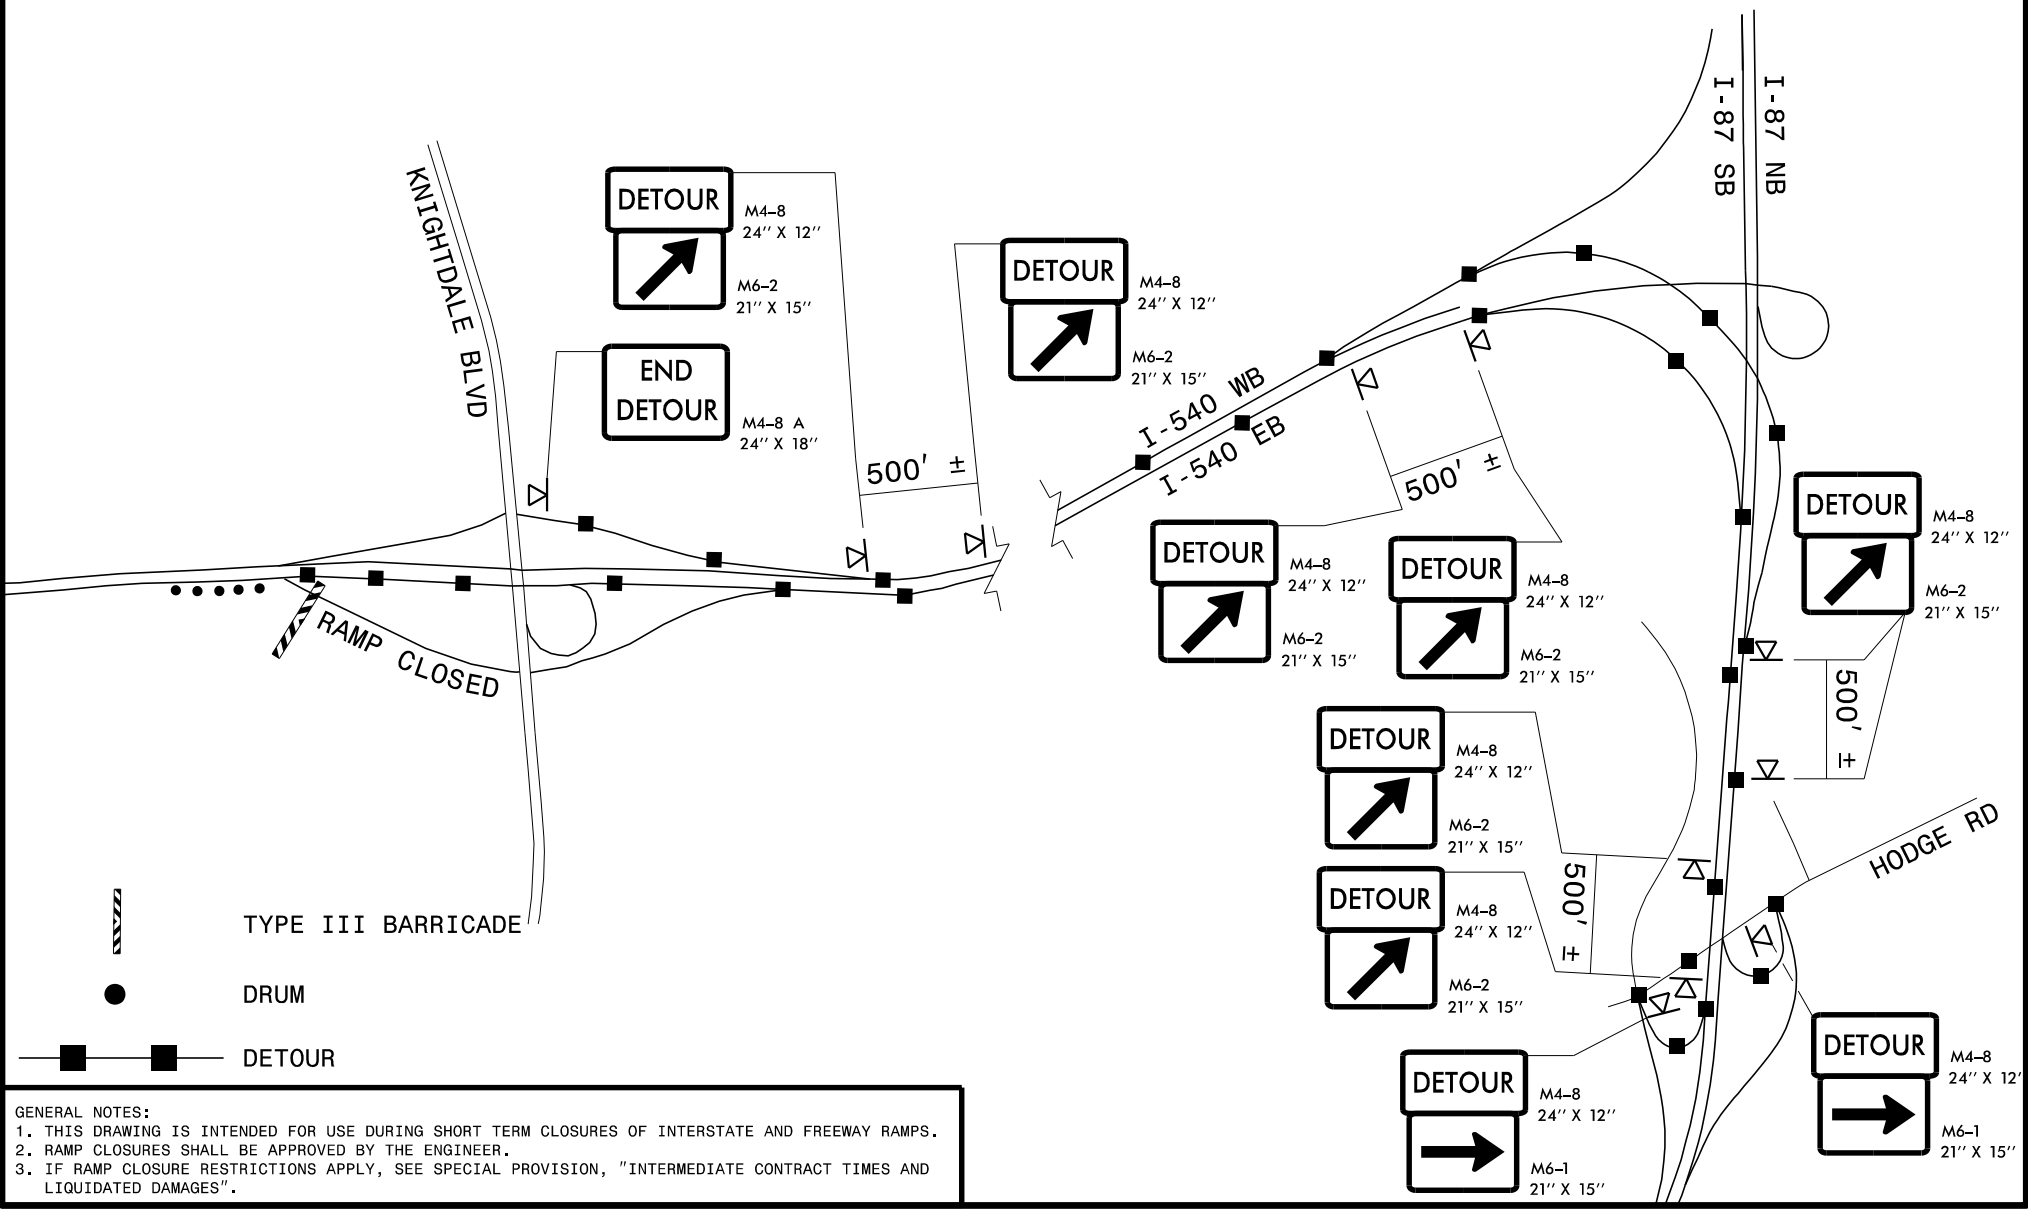 I-87 SB
I-87 NB
KNIGHTDALE BLVD
DETOUR
M4-8
24'' X 12''
M6-2
21'' X 15''
END
DETOUR
M4-8 A
24'' X 18''
500' ±
DETOUR
M4-8
24'' X 12''
M6-2
21'' X 15''
I-540 WB
I-540 EB
500' ±
DETOUR
M4-8
24'' X 12''
M6-2
21'' X 15''
DETOUR
M4-8
24'' X 12''
M6-2
21'' X 15''
DETOUR
M4-8
24'' X 12''
M6-2
21'' X 15''
500' ±
RAMP CLOSED
DETOUR
M4-8
24'' X 12''
M6-2
21'' X 15''
500' ±
HODGE RD
DETOUR
M4-8
24'' X 12''
M6-2
21'' X 15''
DETOUR
M4-8
24'' X 12''
M6-1
21'' X 15''
DETOUR
M4-8
24'' X 12'
M6-1
21'' X 15''
TYPE III BARRICADE
DRUM
DETOUR
GENERAL NOTES:
1. THIS DRAWING IS INTENDED FOR USE DURING SHORT TERM CLOSURES OF INTERSTATE AND FREEWAY RAMPS.
2. RAMP CLOSURES SHALL BE APPROVED BY THE ENGINEER.
3. IF RAMP CLOSURE RESTRICTIONS APPLY, SEE SPECIAL PROVISION, "INTERMEDIATE CONTRACT TIMES AND
LIQUIDATED DAMAGES".